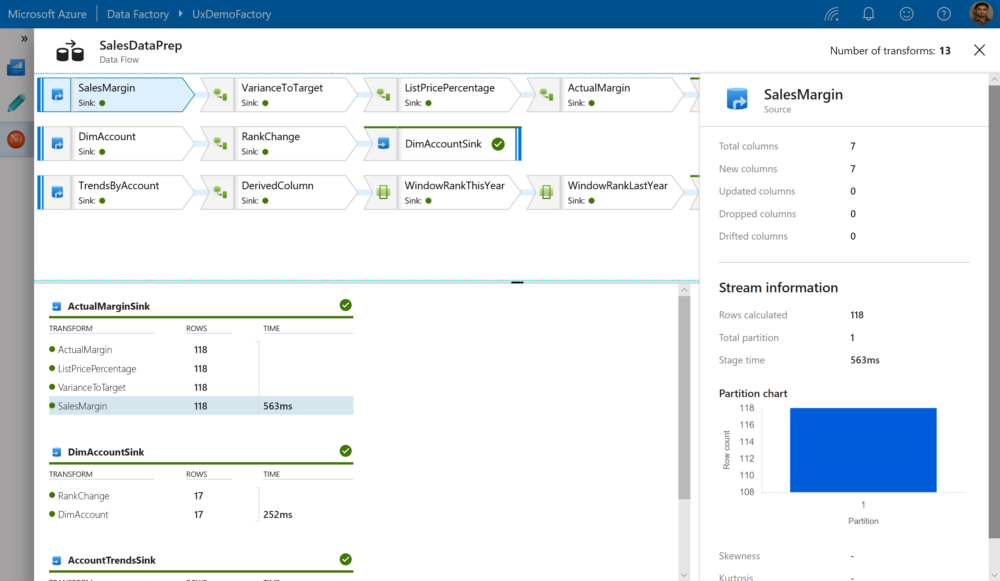 Microsoft Azure Data Factory UxDemoFactory
SalesDataPrep
Data Flow
Number of transforms: 13
SalesMargin
Sink:
VarianceToTarget
Sink:
ListPricePercentage
Sink:
ActualMargin
Sink:
DimAccount
Sink:
RankChange
Sink:
DimAccountSink
TrendsByAccount
Sink:
DerivedColumn
Sink:
WindowRankThisYear
Sink:
WindowRankLastYear
Sink:
ActualMarginSink
TRANSFORM ROWS TIME
ActualMargin 118
ListPricePercentage 118
VarianceToTarget 118
SalesMargin 118 563ms
DimAccountSink
TRANSFORM ROWS TIME
RankChange 17
DimAccount 17 252ms
AccountTrendsSink
TRANSFORM ROWS TIME
SalesMargin
Source
Total columns 7
New columns 7
Updated columns 0
Dropped columns 0
Drifted columns 0
Stream information
Rows calculated 118
Total partition 1
Stage time 563ms
Partition chart
118
116
114
112
110
108
Row count
1
Partition
Skewness -
Kurtosis -